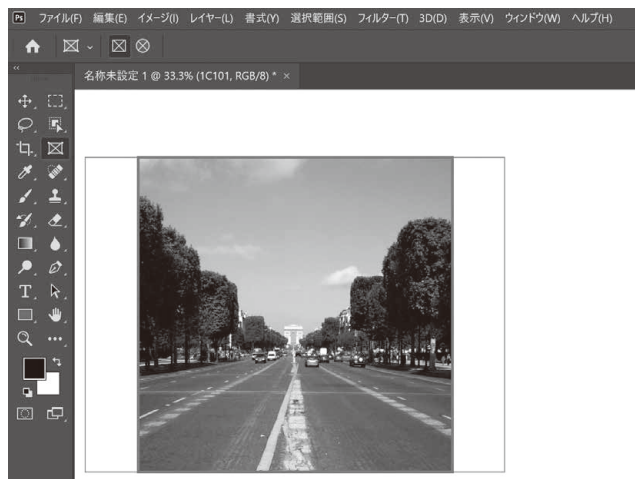 Ps ファイル(F) 編集(E) イメージ(I) レイヤー(L) 書式(Y) 選択範囲(S) フィルター(T) 3D(D) 表示(V) ウィンドウ(W) ヘルプ(H)
名称未設定 1 @ 33.3% (1C101, RGB/8) * ×
T